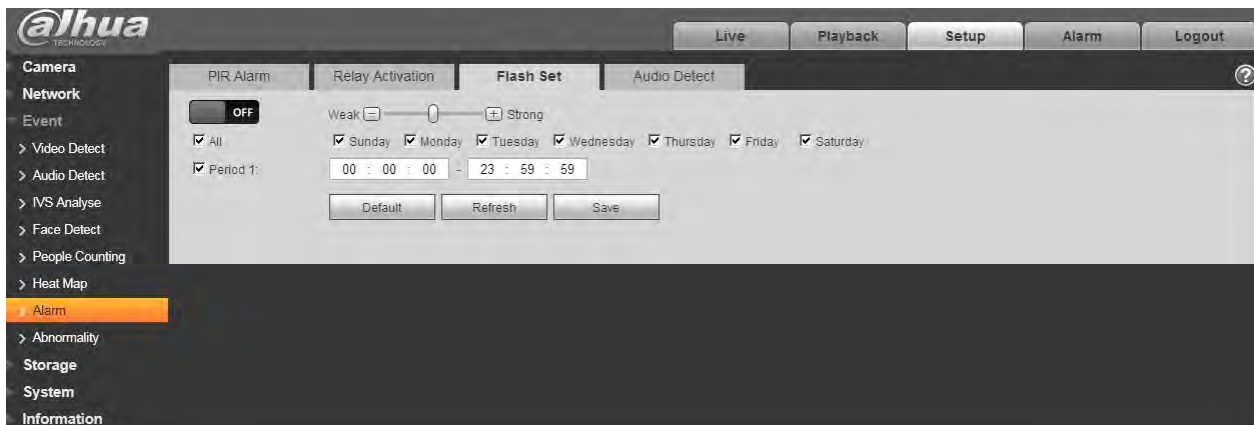 alhua
TECHNOLOGY
Live Playback Setup Alarm Logout
Camera
Network
Event
> Video Detect
> Audio Detect
> IVS Analyse
> Face Detect
> People Counting
> Heat Map
> Alarm
> Abnormality
Storage
System
Information
PIR Alarm Relay Activation Flash Set Audio Detect
?
OFF Weak - + Strong
All Sunday Monday Tuesday Wednesday Thursday Friday Saturday
Period 1: 00 : 00 : 00 - 23 : 59 : 59
Default Refresh Save